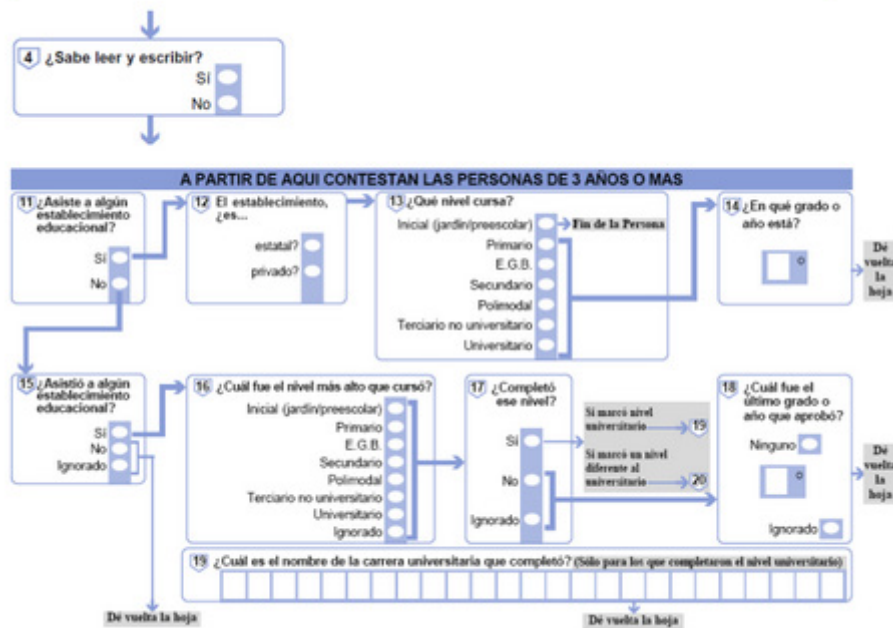 4 ¿Sabe leer y escribir?
Sí
No
A PARTIR DE AQUI CONTESTAN LAS PERSONAS DE 3 AÑOS O MAS
11 ¿Asiste a algún
establecimiento
educacional?
Sí
No
12 El establecimiento,
¿es...
estatal?
privado?
13 ¿Qué nivel cursa?
Inicial (jardín/preescolar)
Fin de la Persona
Primario
E.G.B.
Secundario
Polimodal
Terciario no universitario
Universitario
14 ¿En qué grado o
año está?
Dé
vuelta
la
hoja
15 ¿Asistió a algún
establecimiento
educacional?
Sí
No
Ignorado
16 ¿Cuál fue el nivel más alto que cursó?
Inicial (jardín/preescolar)
Primario
E.G.B.
Secundario
Polimodal
Terciario no universitario
Universitario
Ignorado
17 ¿Completó
ese nivel?
Sí
No
Ignorado
Si marcó nivel
universitario 19
Si marcó un nivel
diferente al
universitario 20
18 ¿Cuál fue el
último grado o
año que aprobó?
Ninguno
Ignorado
Dé
vuelta
la
hoja
19 ¿Cuál es el nombre de la carrera universitaria que completó? (Sólo para los que completaron el nivel universitario)
Dé vuelta la hoja
Dé vuelta la hoja